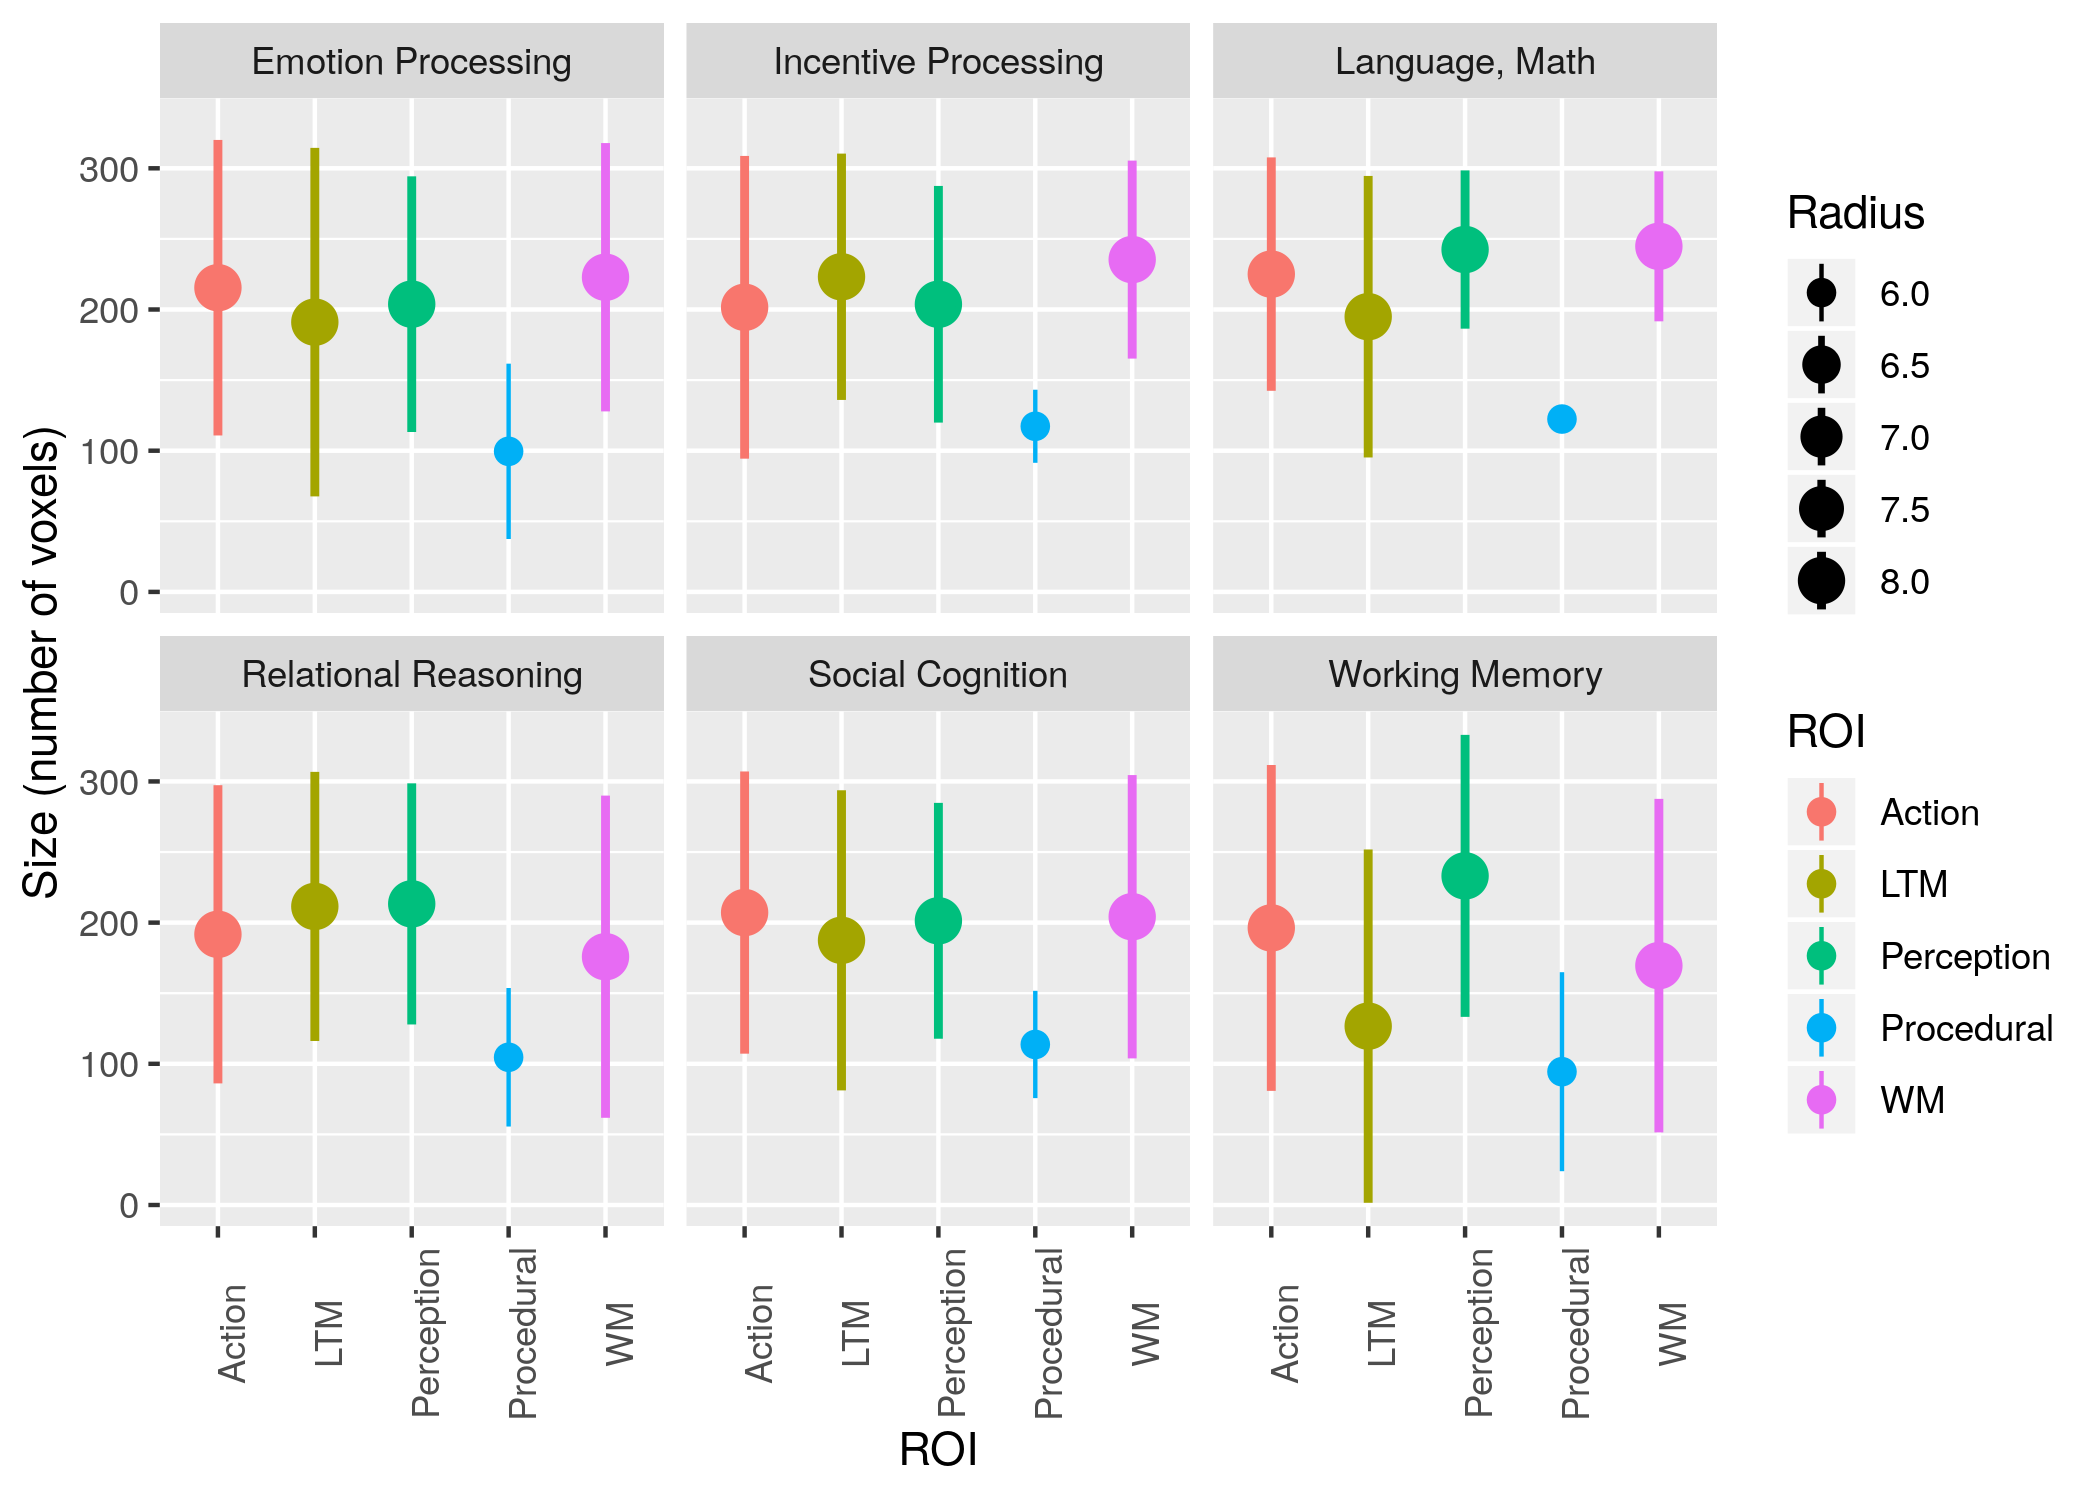 Emotion Processing
Incentive Processing
Language, Math
300
200
100
0
Relational Reasoning
Social Cognition
Working Memory
300
200
100
0
Action
LTM
Perception
Procedural
WM
Action
LTM
Perception
Procedural
WM
Action
LTM
Perception
Procedural
WM
ROI
Size (number of voxels)
Radius
6.0
6.5
7.0
7.5
8.0
ROI
Action
LTM
Perception
Procedural
WM